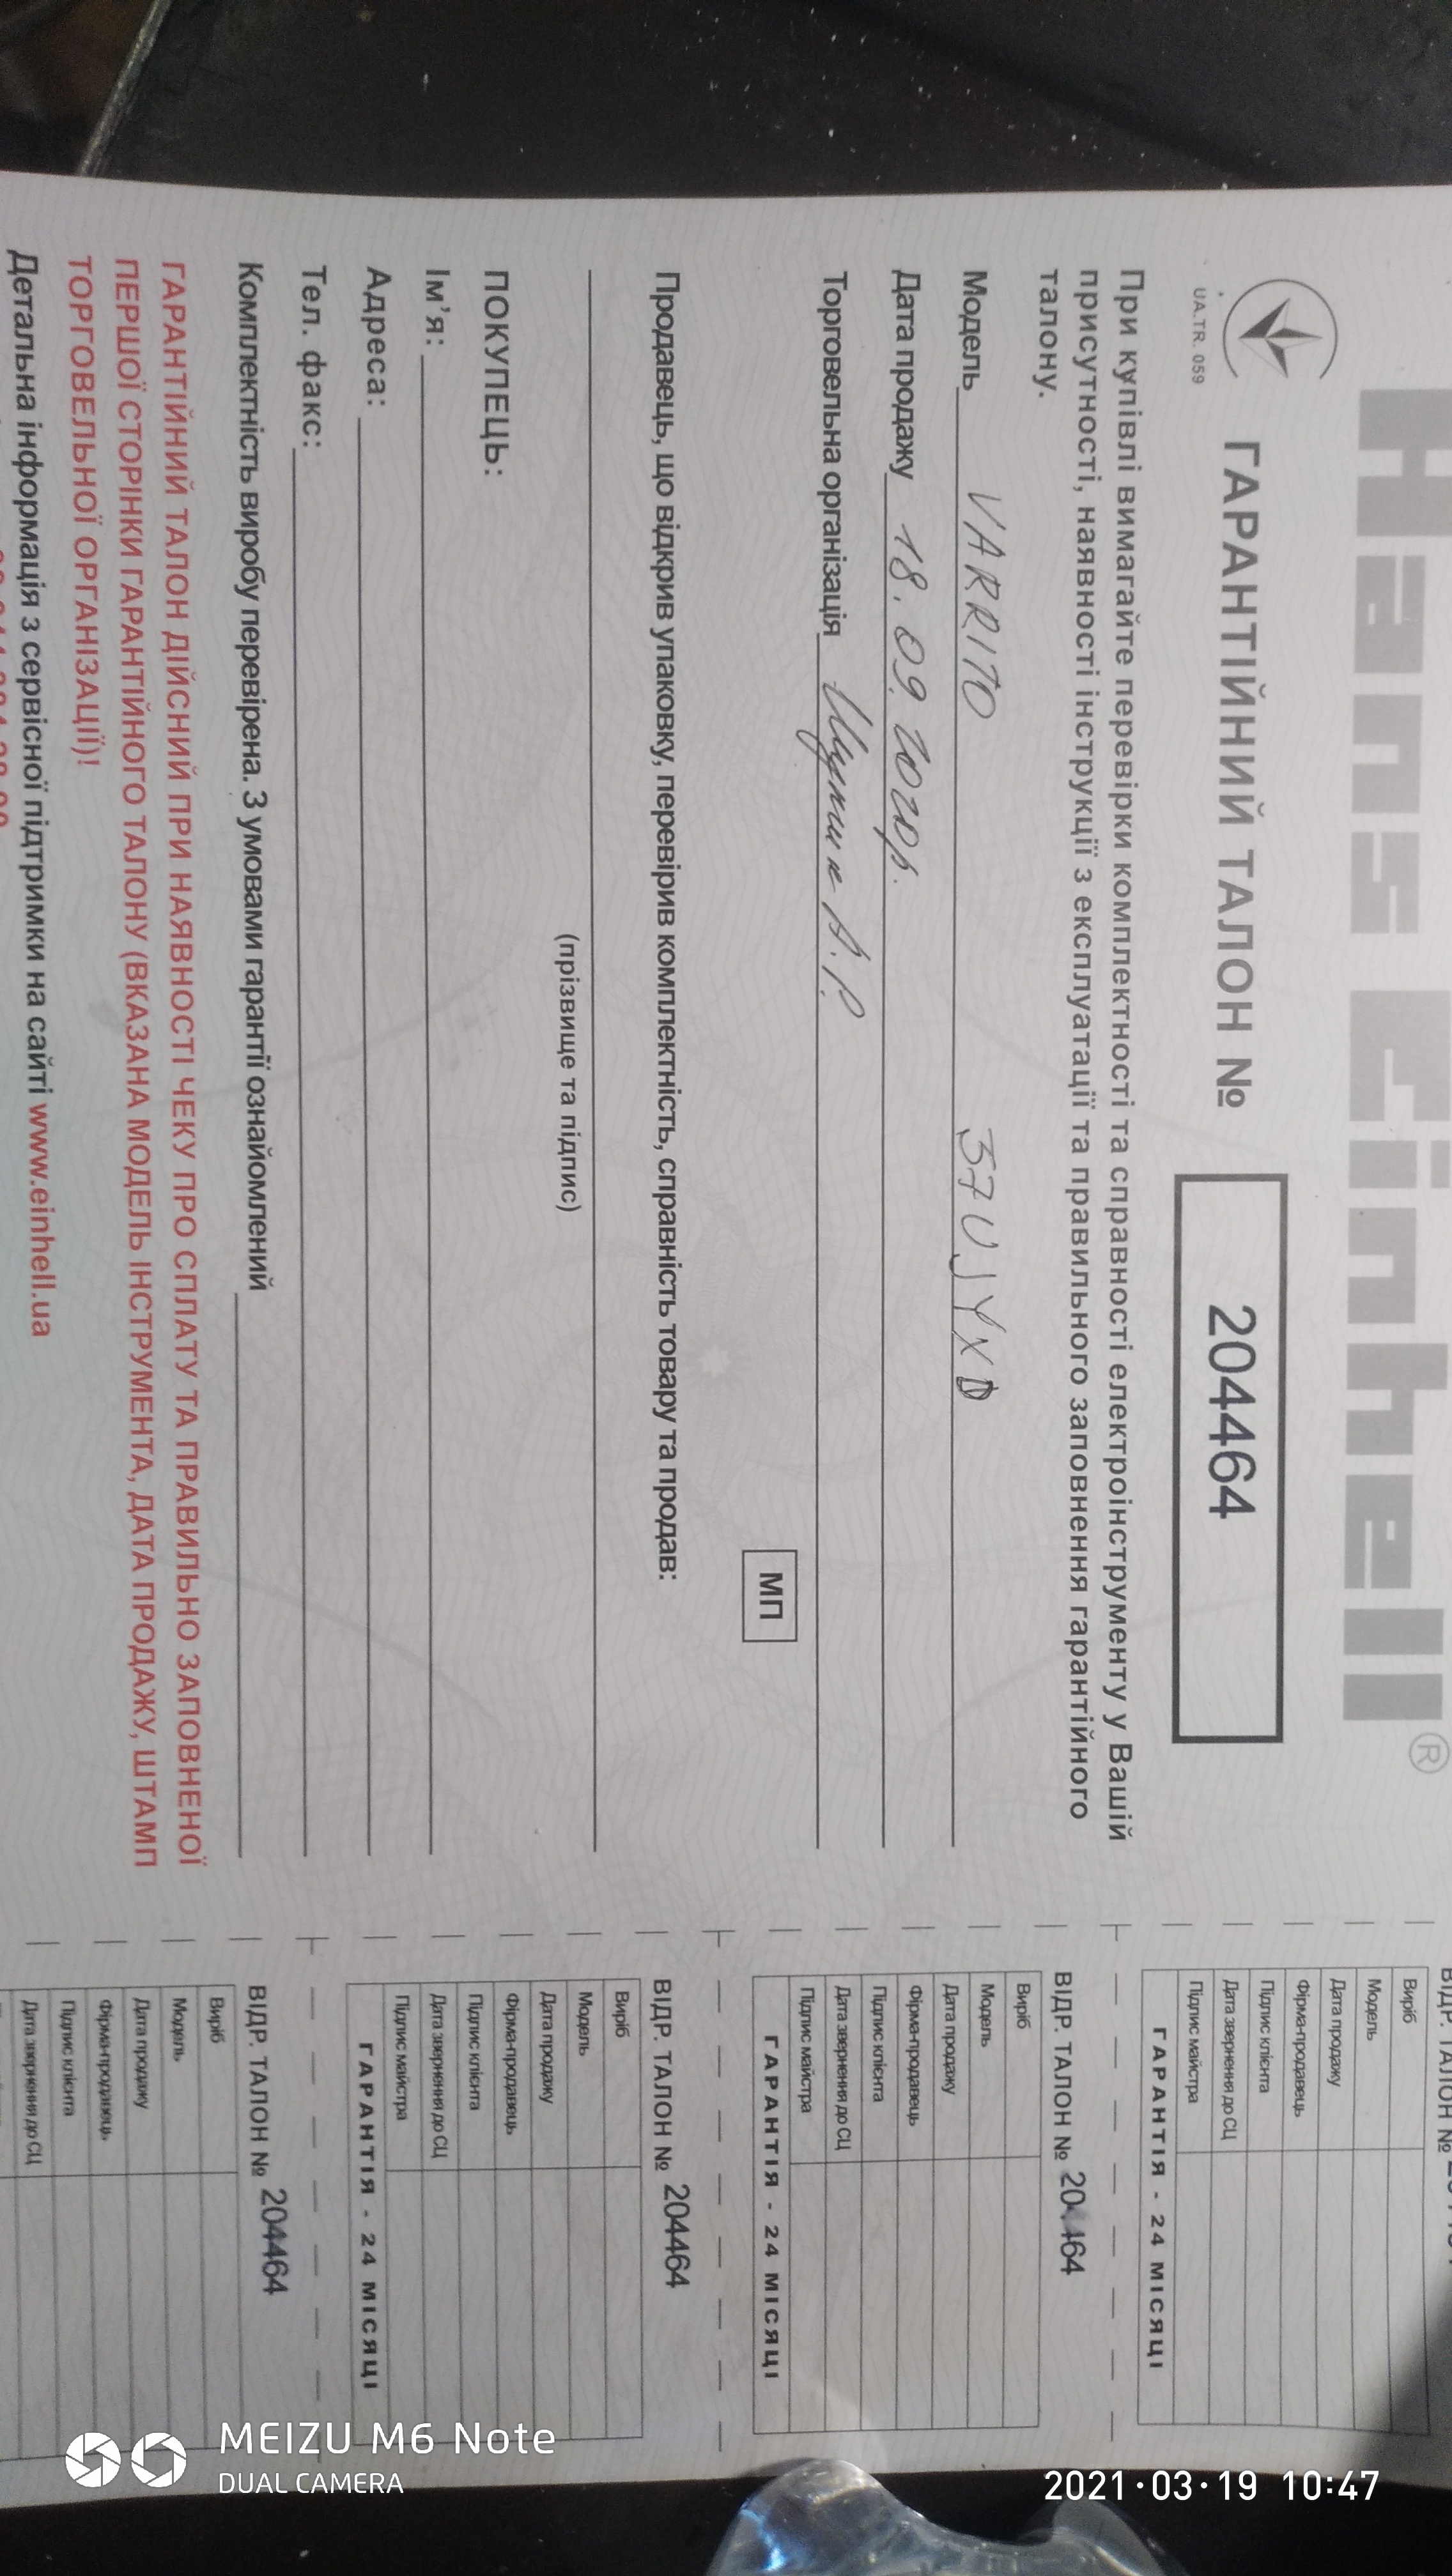 Hans Einhell®
UA.TR. 059
ГАРАНТІЙНИЙ ТАЛОН № 204464
При купівлі вимагайте перевірки комплектності та справності електроінструменту у Вашій
присутності, наявності інструкції з експлуатації та правильного заповнення гарантійного
талону.
Модель VARRITO 37UJYXD
Дата продажу 18.09.2020р.
Торговельна організація
МП
Продавець, що відкрив упаковку, перевірив комплектність, справність товару та продав:
(прізвище та підпис)
ПОКУПЕЦЬ:
Ім'я:
Адреса:
Тел. факс:
Комплектність виробу перевірена. З умовами гарантії ознайомлений
ГАРАНТІЙНИЙ ТАЛОН ДІЙСНИЙ ПРИ НАЯВНОСТІ ЧЕКУ ПРО СПЛАТУ ТА ПРАВИЛЬНО ЗАПОВНЕНОЇ
ПЕРШОЇ СТОРІНКИ ГАРАНТІЙНОГО ТАЛОНУ (ВКАЗАНА МОДЕЛЬ ІНСТРУМЕНТА, ДАТА ПРОДАЖУ, ШТАМП
ТОРГОВЕЛЬНОЇ ОРГАНІЗАЦІЇ)!
Детальна інформація з сервісної підтримки на сайті www.einhell.ua
ВІДР. ТАЛОН №
Виріб
Модель
Дата продажу
Фірма-продавець
Підпис клієнта
Дата звернення до СЦ
Підпис майстра
ГАРАНТІЯ - 24 МІСЯЦІ
ВІДР. ТАЛОН № 204464
Виріб
Модель
Дата продажу
Фірма-продавець
Підпис клієнта
Дата звернення до СЦ
Підпис майстра
ГАРАНТІЯ - 24 МІСЯЦІ
ВІДР. ТАЛОН № 204464
Виріб
Модель
Дата продажу
Фірма-продавець
Підпис клієнта
Дата звернення до СЦ
Підпис майстра
ГАРАНТІЯ - 24 МІСЯЦІ
ВІДР. ТАЛОН № 204464
Виріб
Модель
Дата продажу
Фірма-продавець
Підпис клієнта
Дата звернення до СЦ
MEIZU M6 Note
DUAL CAMERA
2021·03·19 10:47